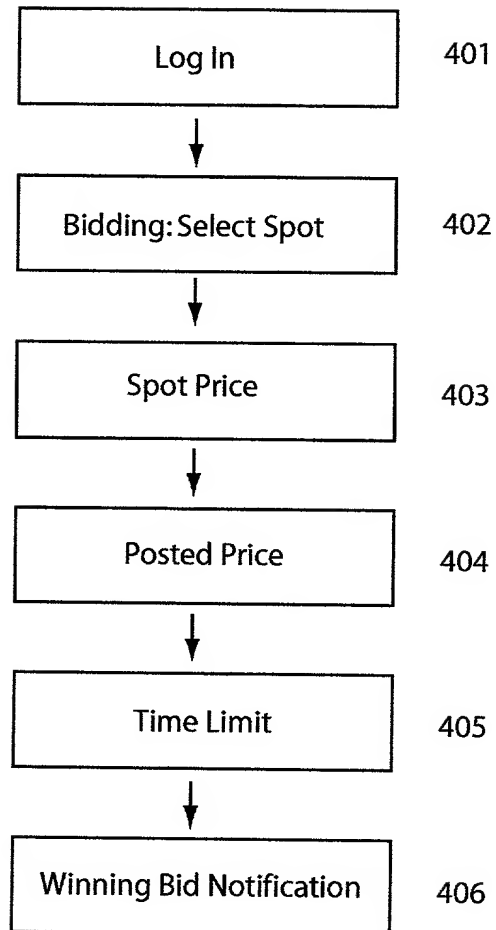 Log In 401
Bidding: Select Spot 402
Spot Price 403
Posted Price 404
Time Limit 405
Winning Bid Notification 406